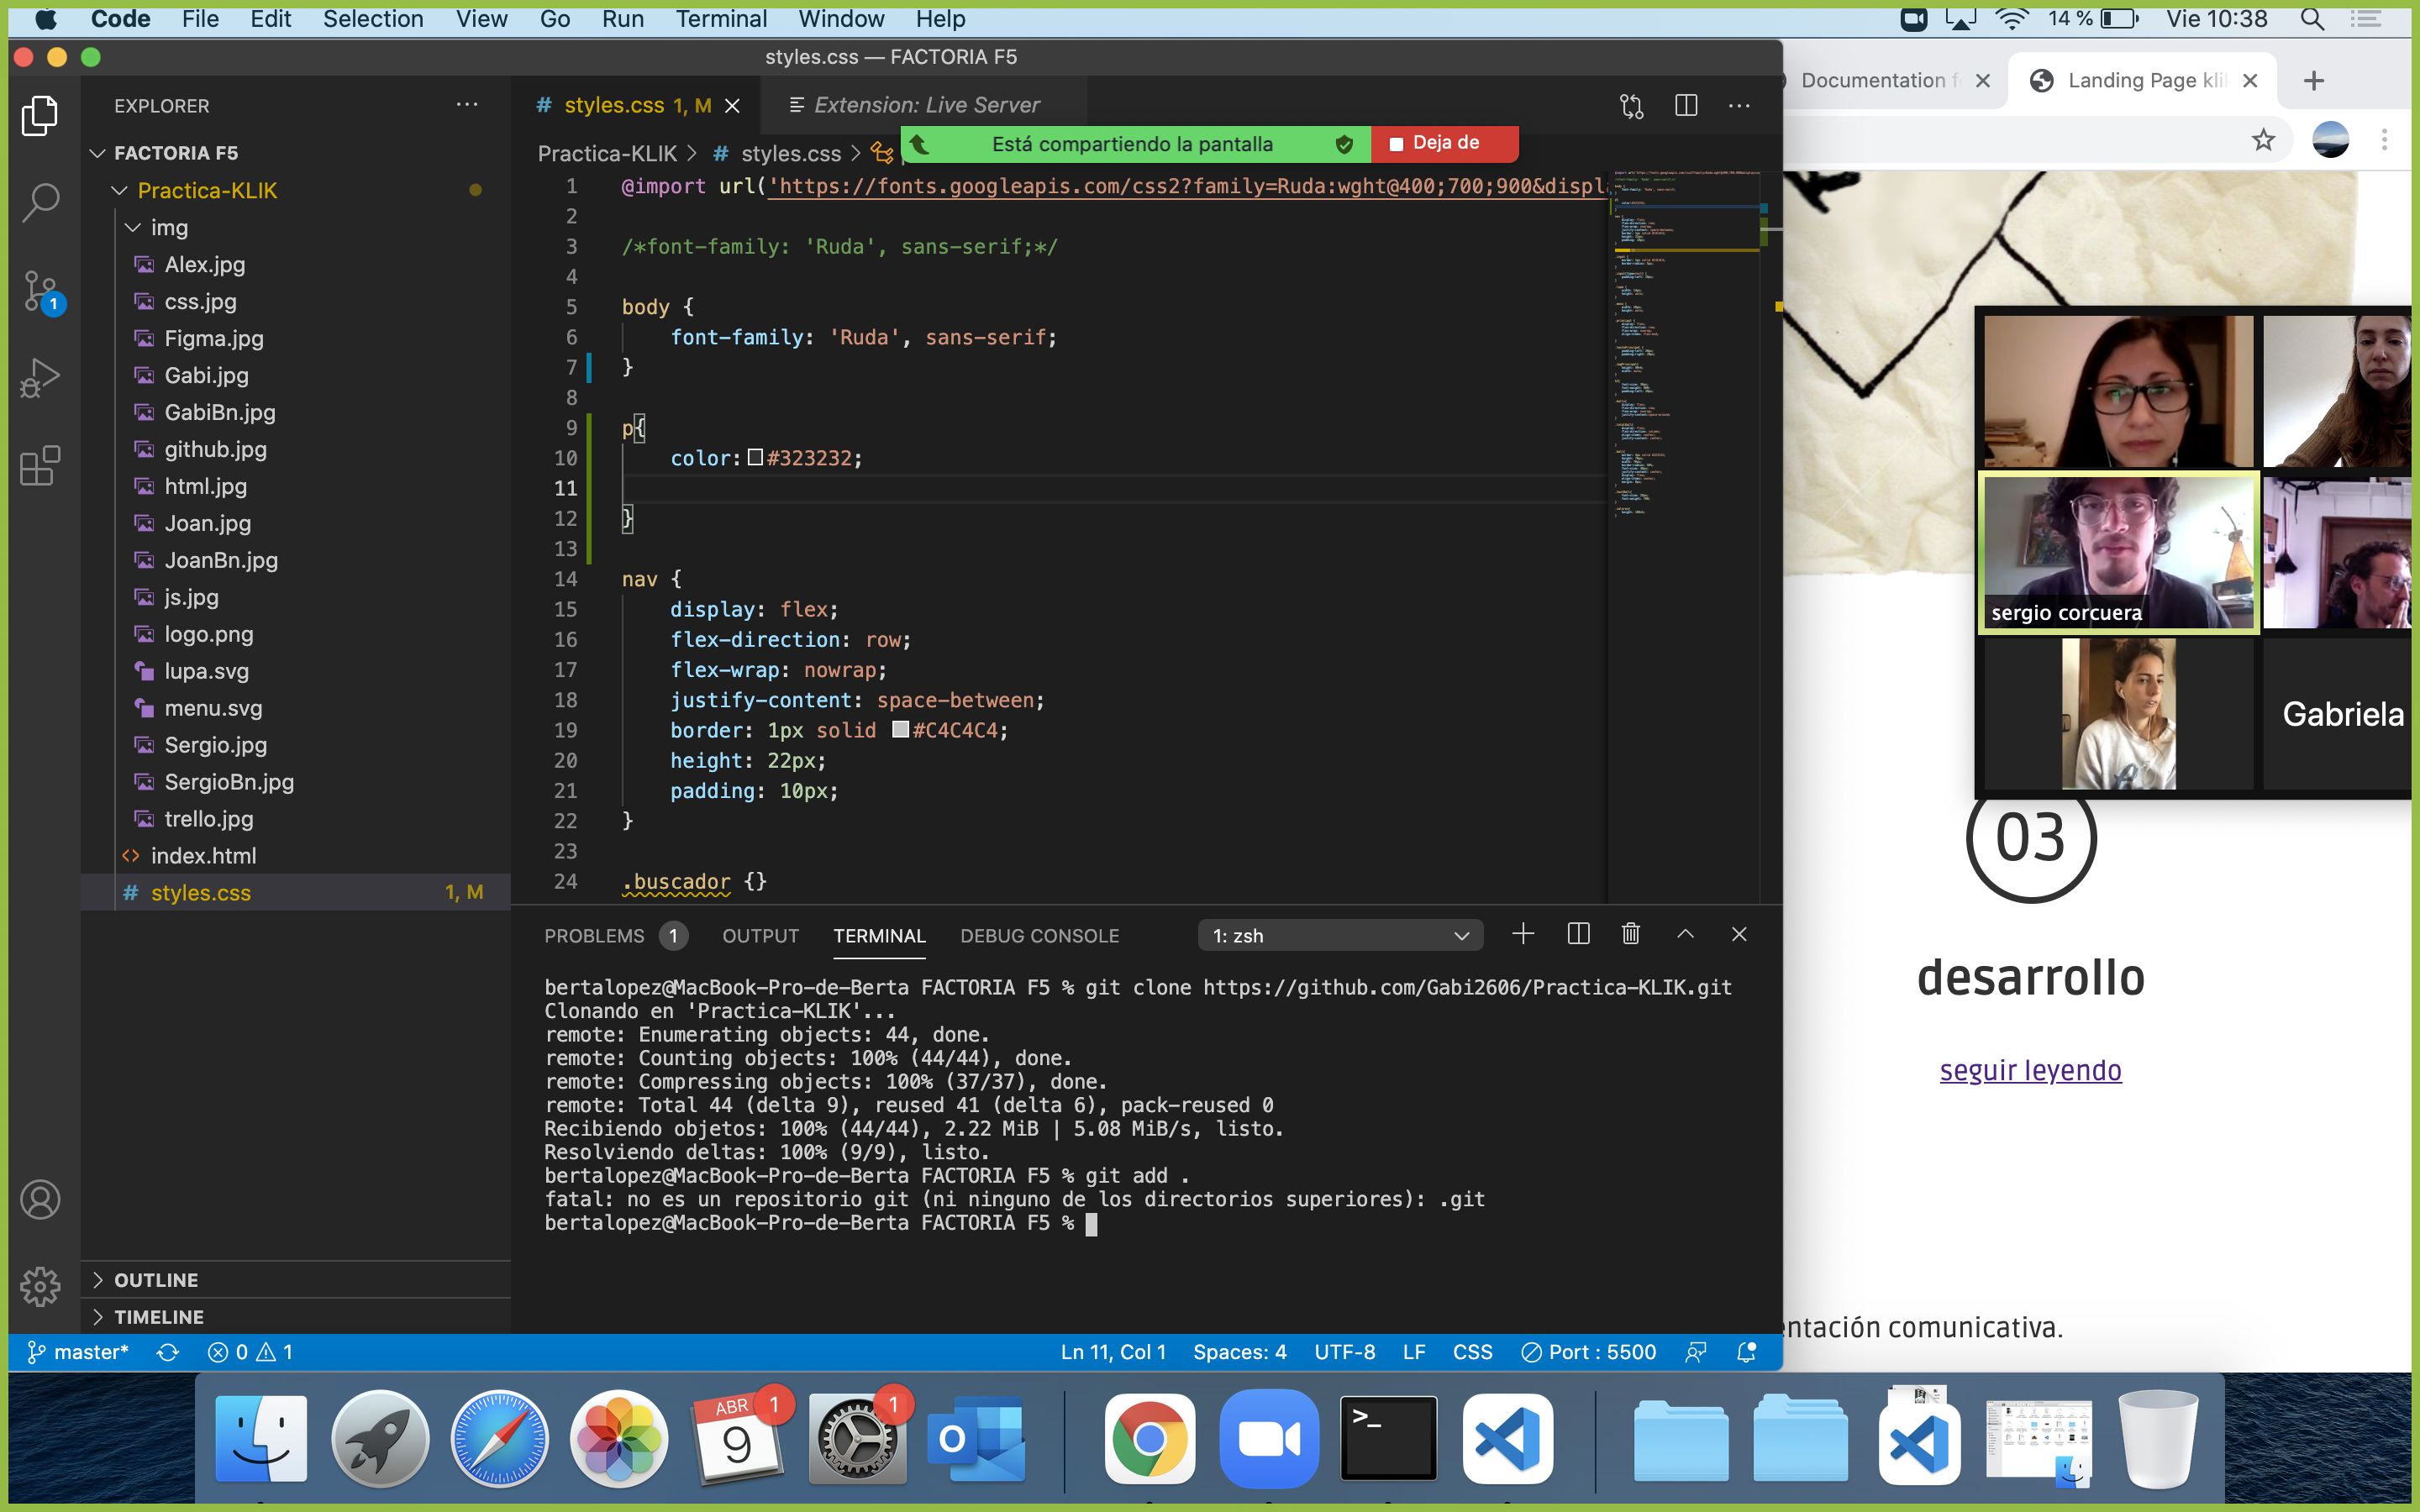 Code File Edit Selection View Go Run Terminal Window Help
14 % Vie 10:38
styles.css — FACTORIA F5
Documentation f
Landing Page kli
EXPLORER
styles.css 1, M
Extension: Live Server
Está compartiendo la pantalla
Deja de
FACTORIA F5
Practica-KLIK > # styles.css >
Practica-KLIK
img
Alex.jpg
css.jpg
Figma.jpg
Gabi.jpg
GabiBn.jpg
github.jpg
html.jpg
Joan.jpg
JoanBn.jpg
js.jpg
logo.png
lupa.svg
menu.svg
Sergio.jpg
SergioBn.jpg
trello.jpg
index.html
styles.css 1, M
OUTLINE
TIMELINE
1 @import url('https://fonts.googleapis.com/css2?family=Ruda:wght@400;700;900&displ
2
3 /*font-family: 'Ruda', sans-serif;*/
4
5 body {
6 font-family: 'Ruda', sans-serif;
7 }
8
9 p{
10 color: #323232;
11
12 }
13
14 nav {
15 display: flex;
16 flex-direction: row;
17 flex-wrap: nowrap;
18 justify-content: space-between;
19 border: 1px solid #C4C4C4;
20 height: 22px;
21 padding: 10px;
22 }
23
24 .buscador {}
PROBLEMS 1 OUTPUT TERMINAL DEBUG CONSOLE 1: zsh
bertalopez@MacBook-Pro-de-Berta FACTORIA F5 % git clone https://github.com/Gabi2606/Practica-KLIK.git
Clonando en 'Practica-KLIK'...
remote: Enumerating objects: 44, done.
remote: Counting objects: 100% (44/44), done.
remote: Compressing objects: 100% (37/37), done.
remote: Total 44 (delta 9), reused 41 (delta 6), pack-reused 0
Recibiendo objetos: 100% (44/44), 2.22 MiB | 5.08 MiB/s, listo.
Resolviendo deltas: 100% (9/9), listo.
bertalopez@MacBook-Pro-de-Berta FACTORIA F5 % git add .
fatal: no es un repositorio git (ni ninguno de los directorios superiores): .git
bertalopez@MacBook-Pro-de-Berta FACTORIA F5 %
master* 0 1 Ln 11, Col 1 Spaces: 4 UTF-8 LF CSS Port : 5500
sergio corcuera
Gabriela
03
desarrollo
seguir leyendo
ntación comunicativa.
1
ABR 1
9
1